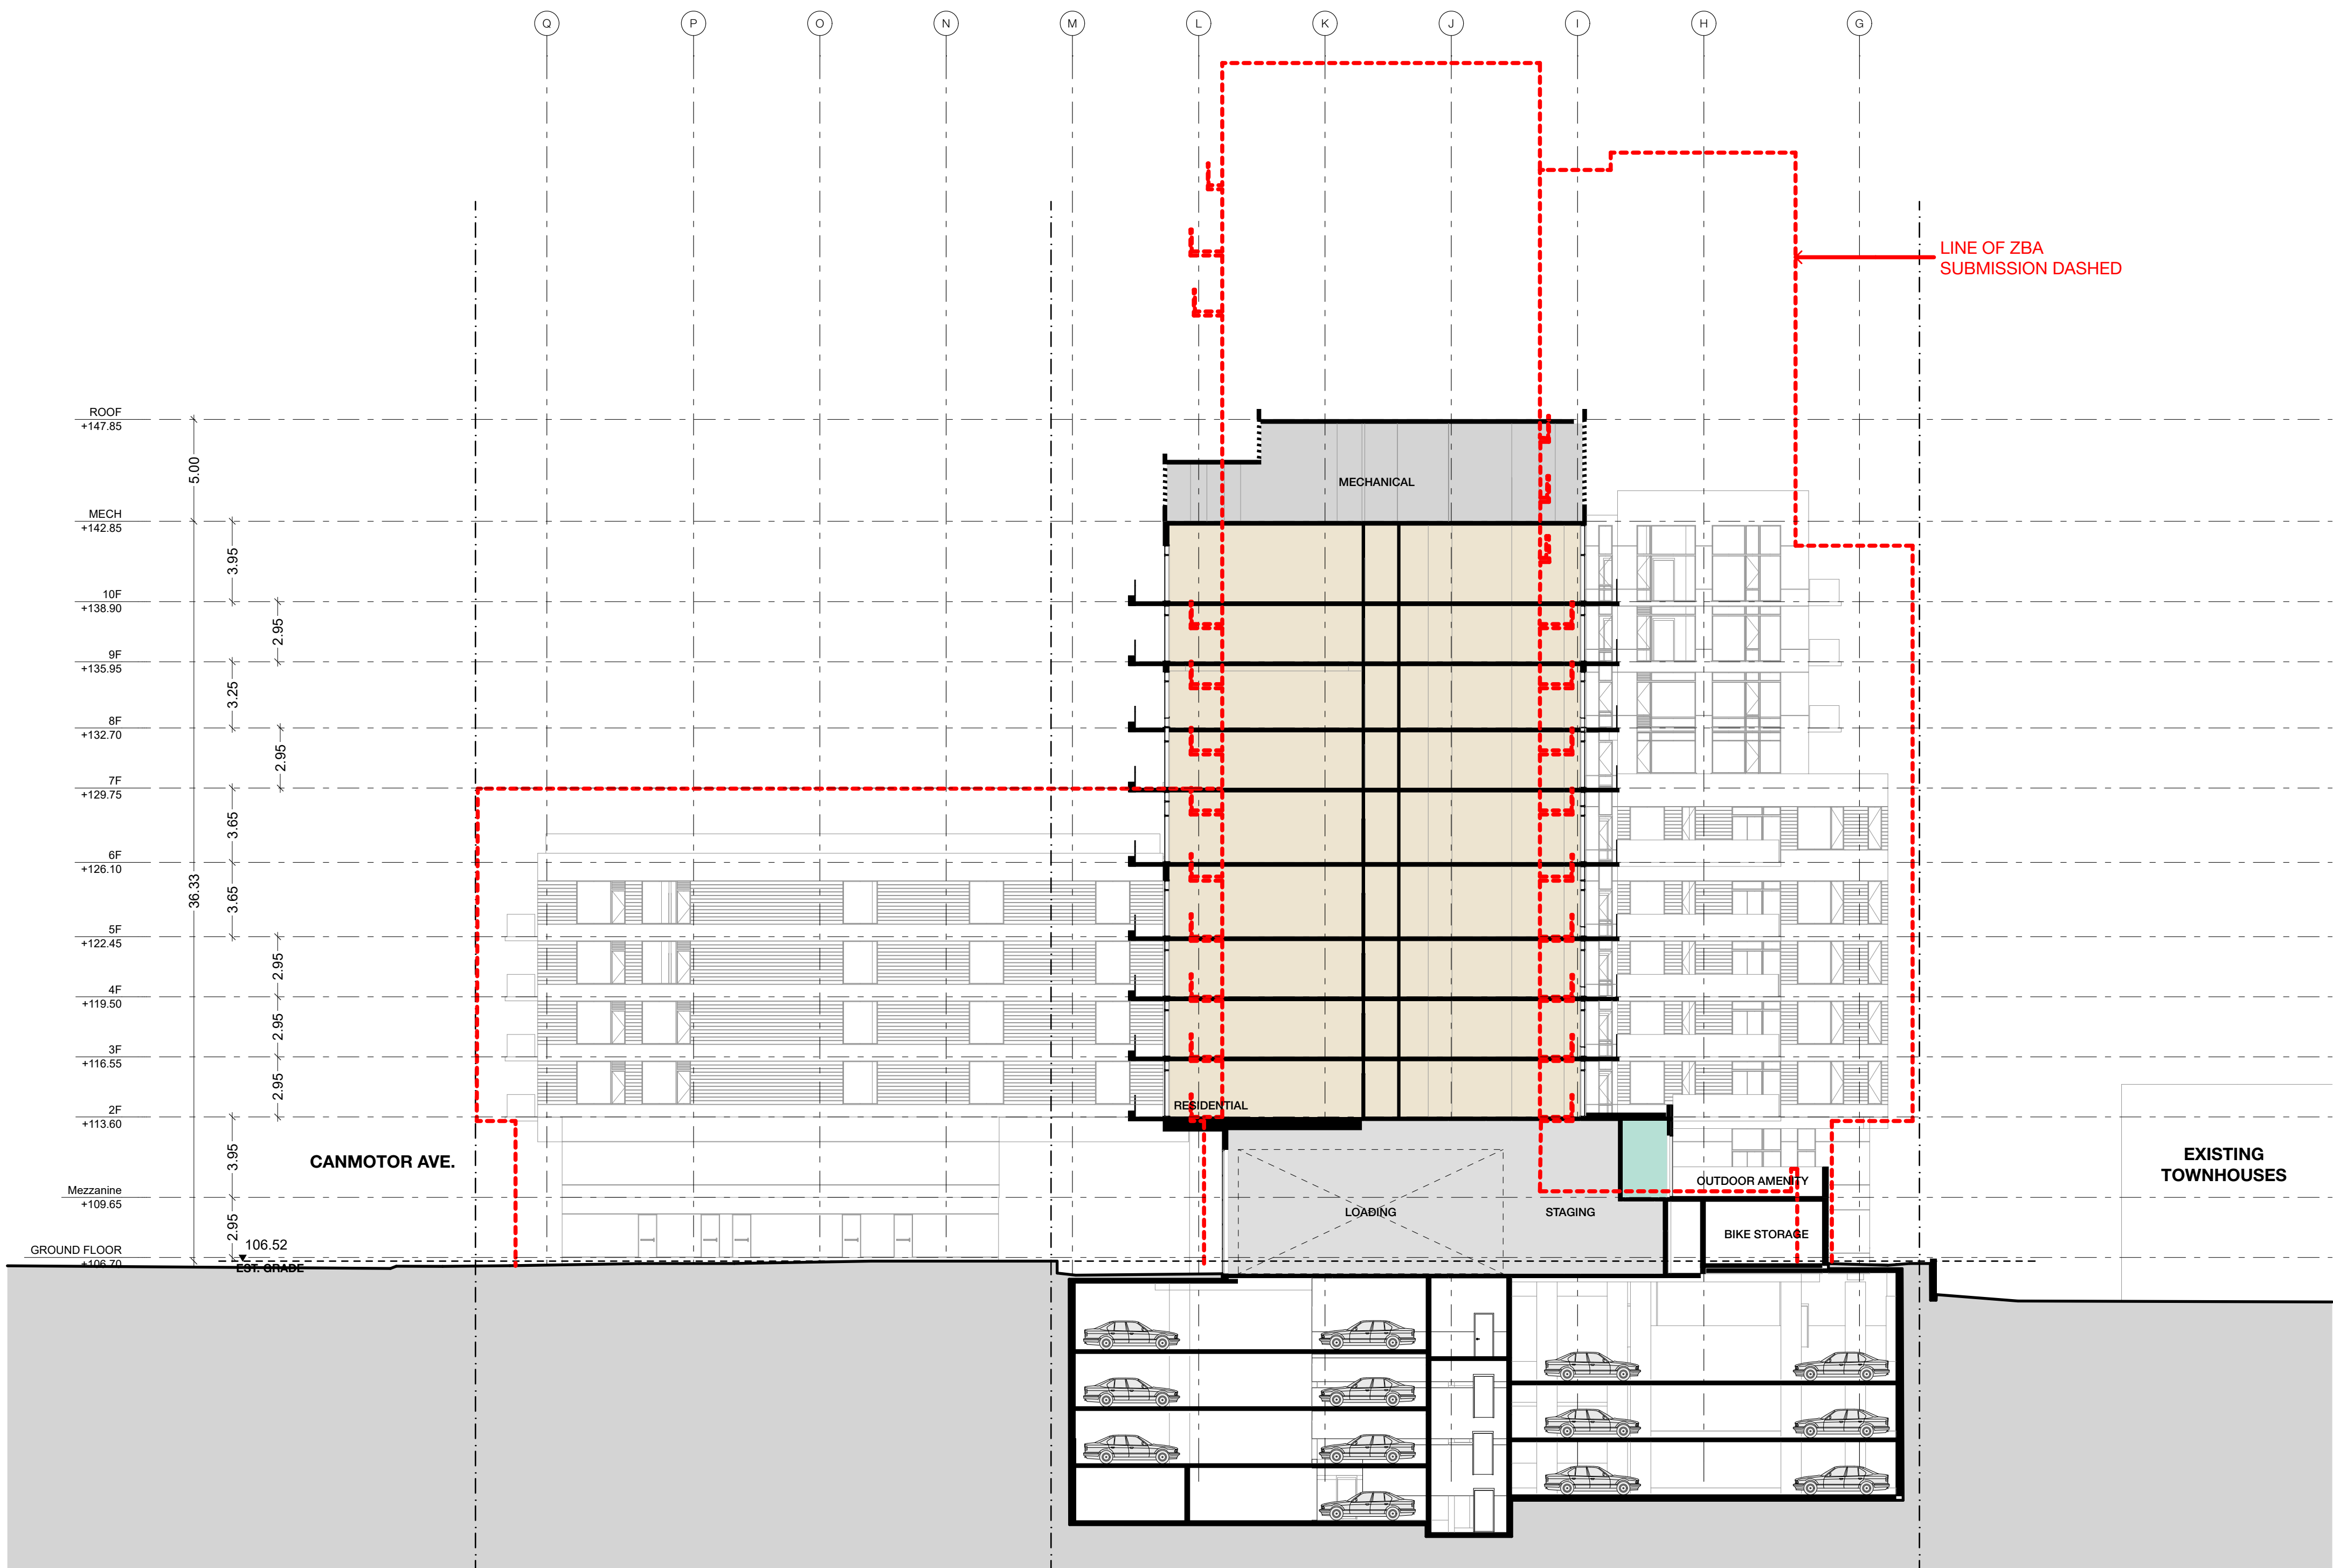 Q P O N M L K J I H G
LINE OF ZBA
SUBMISSION DASHED
ROOF
+147.85
5.00
MECHANICAL
MECH
+142.85
3.95
10F
+138.90
2.95
9F
+135.95
3.25
8F
+132.70
2.95
7F
+129.75
3.65
6F
+126.10
36.33
3.65
5F
+122.45
2.95
4F
+119.50
2.95
3F
+116.55
2.95
RESIDENTIAL
2F
+113.60
CANMOTOR AVE.
3.95
EXISTING
TOWNHOUSES
OUTDOOR AMENITY
Mezzanine
+109.65
LOADING
STAGING
2.95
BIKE STORAGE
106.52
GROUND FLOOR
+106.70
EST. GRADE